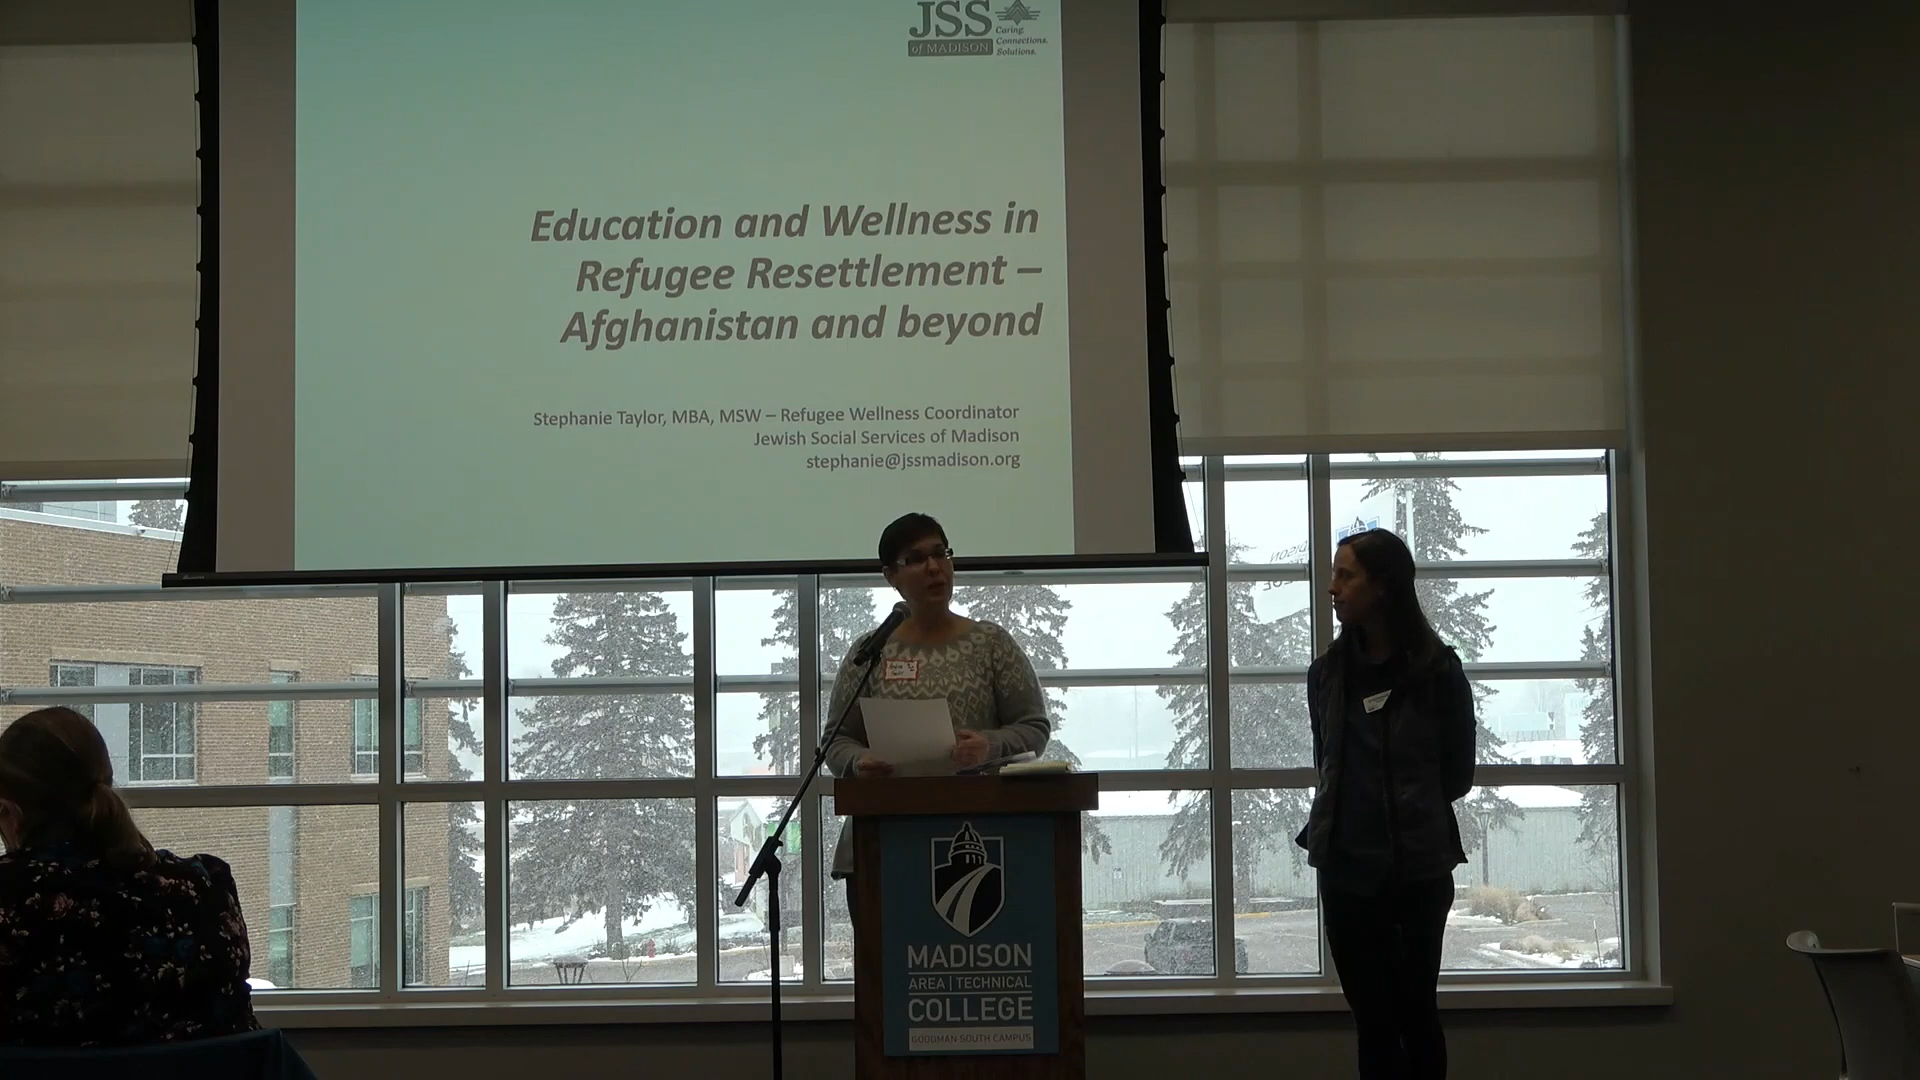 JSS
of MADISON
Caring.
Connections.
Solutions.
Education and Wellness in
Refugee Resettlement –
Afghanistan and beyond
Stephanie Taylor, MBA, MSW – Refugee Wellness Coordinator
Jewish Social Services of Madison
stephanie@jssmadison.org
MADISON
AREA | TECHNICAL
COLLEGE
GOODMAN SOUTH CAMPUS